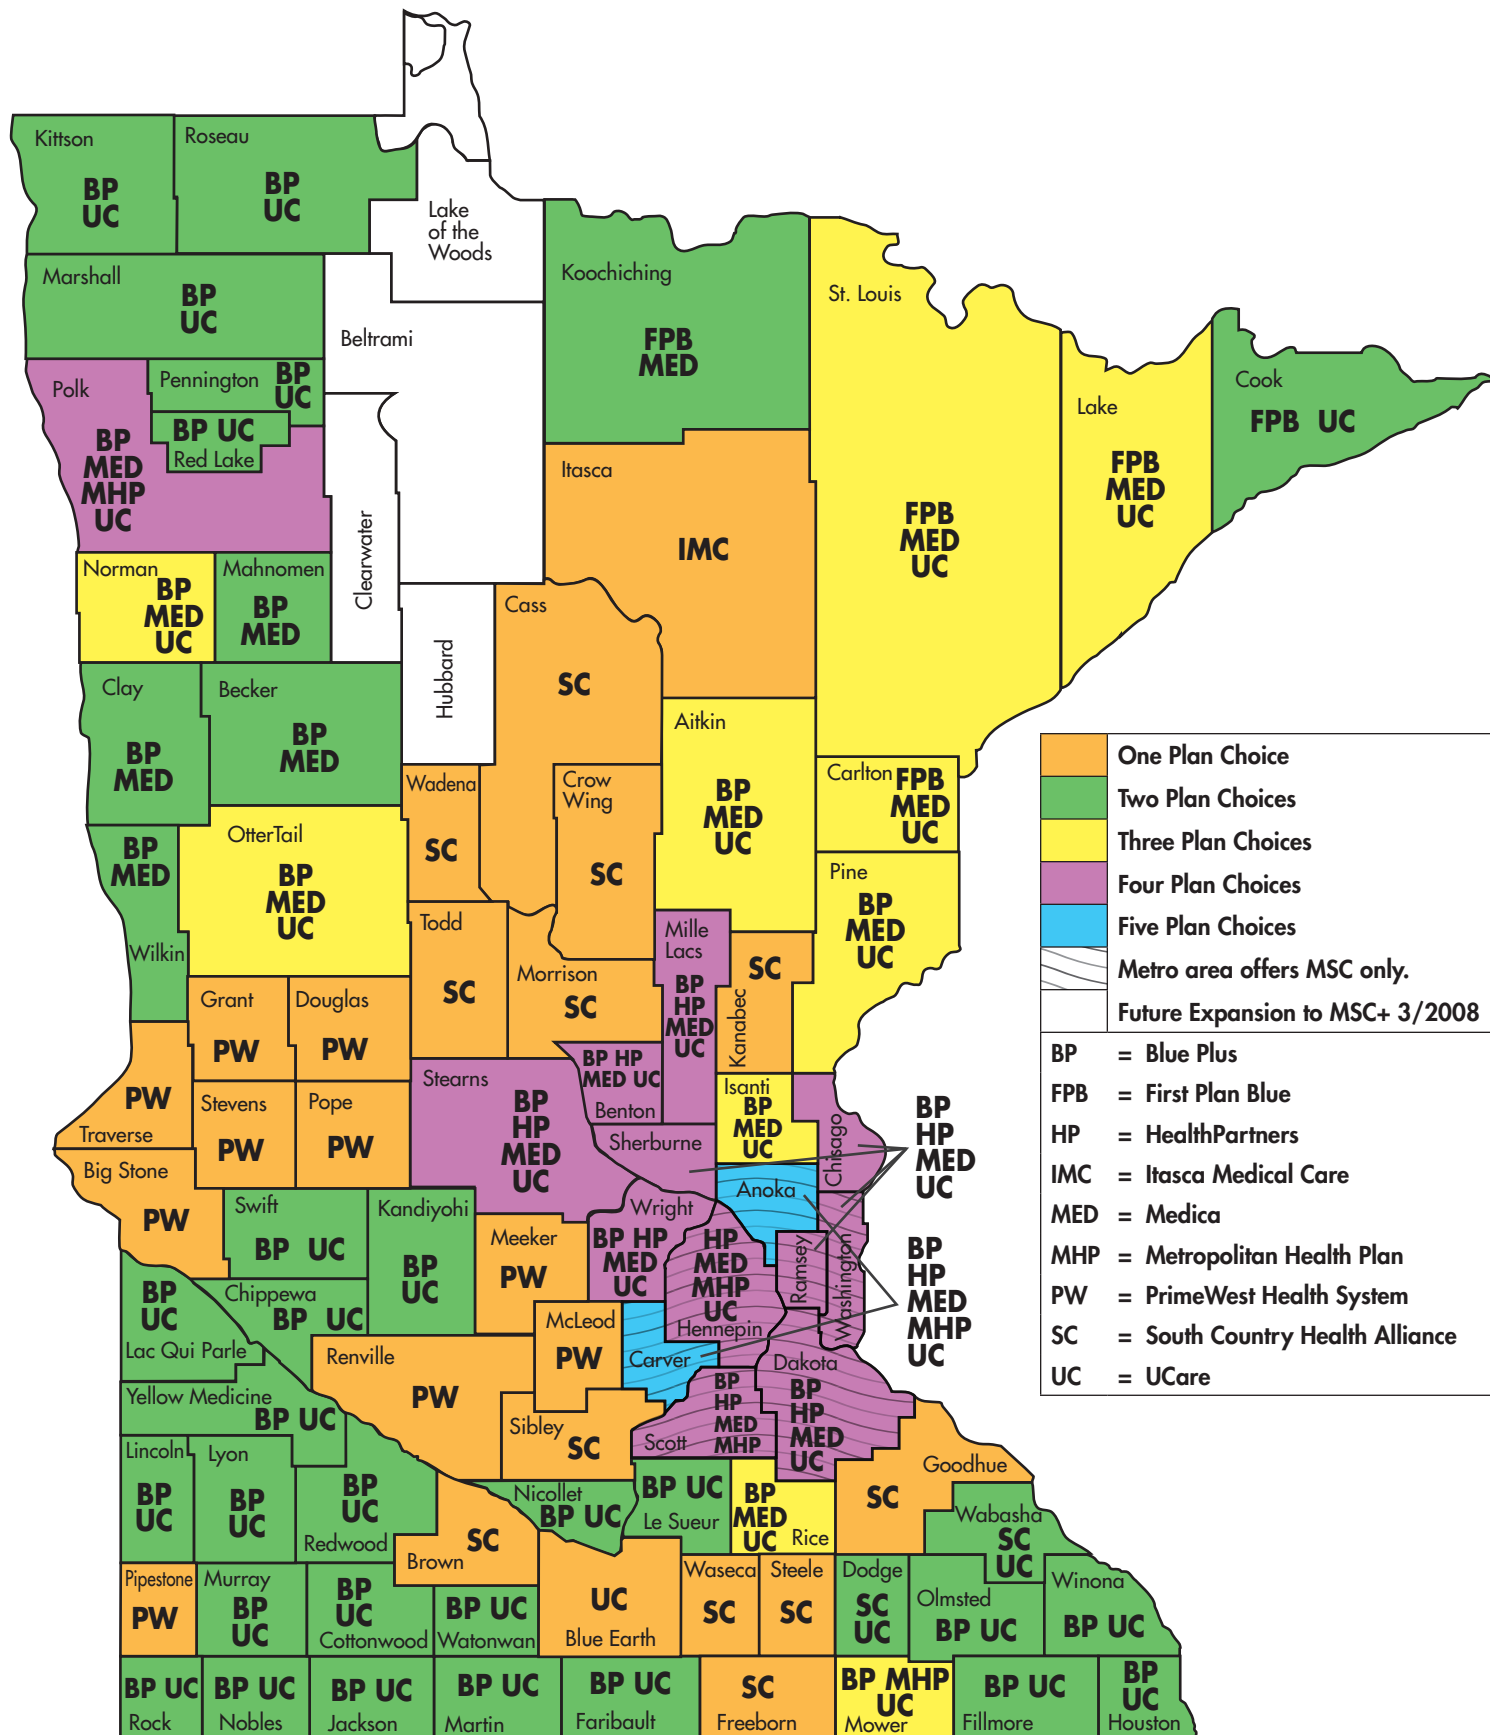 Kittson
BP
UC
Roseau
BP
UC
Lake
of the
Woods
Marshall
BP
UC
Beltrami
Koochiching
FPB
MED
St. Louis
FPB
MED
UC
Lake
FPB
MED
UC
Cook
FPB UC
Polk
BP
MED
MHP
UC
Pennington
BP
UC
BP UC
Red Lake
Clearwater
Itasca
IMC
Norman
BP
MED
UC
Mahnomen
BP
MED
Hubbard
Cass
SC
Clay
BP
MED
Becker
BP
MED
Aitkin
BP
MED
UC
Wadena
SC
Crow
Wing
SC
Carlton
FPB
MED
UC
BP
MED
Wilkin
OtterTail
BP
MED
UC
Pine
BP
MED
UC
Todd
SC
Morrison
SC
Mille
Lacs
BP
HP
MED
UC
SC
Kanabec
Grant
PW
Douglas
PW
PW
Traverse
Stevens
PW
Pope
PW
Stearns
BP
HP
MED
UC
BP HP
MED UC
Benton
Isanti
BP
MED
UC
Sherburne
Chisago
BP
HP
MED
UC
Big Stone
PW
Swift
BP UC
Kandiyohi
BP
UC
Meeker
PW
Wright
BP HP
MED
UC
Anoka
HP
MED
MHP
UC
Hennepin
Ramsey
Washington
BP
HP
MED
MHP
UC
BP
UC
Lac Qui Parle
Chippewa
BP UC
Renville
PW
McLeod
PW
Carver
Dakota
BP
HP
MED
UC
Yellow Medicine
BP UC
Sibley
SC
Scott
BP
HP
MED
MHP
Lincoln
BP
UC
Lyon
BP
UC
BP
UC
Redwood
SC
Brown
Nicollet
BP UC
BP UC
Le Sueur
BP
MED
UC
Rice
Goodhue
SC
Wabasha
SC
UC
Pipestone
PW
Murray
BP
UC
BP
UC
Cottonwood
BP UC
Watonwan
UC
Blue Earth
Waseca
SC
Steele
SC
Dodge
SC
UC
Olmsted
BP UC
Winona
BP UC
BP UC
Rock
BP UC
Nobles
BP UC
Jackson
BP UC
Martin
BP UC
Faribault
SC
Freeborn
BP MHP
UC
Mower
BP UC
Fillmore
BP
UC
Houston
One Plan Choice
Two Plan Choices
Three Plan Choices
Four Plan Choices
Five Plan Choices
Metro area offers MSC only.
Future Expansion to MSC+ 3/2008
BP = Blue Plus
FPB = First Plan Blue
HP = HealthPartners
IMC = Itasca Medical Care
MED = Medica
MHP = Metropolitan Health Plan
PW = PrimeWest Health System
SC = South Country Health Alliance
UC = UCare